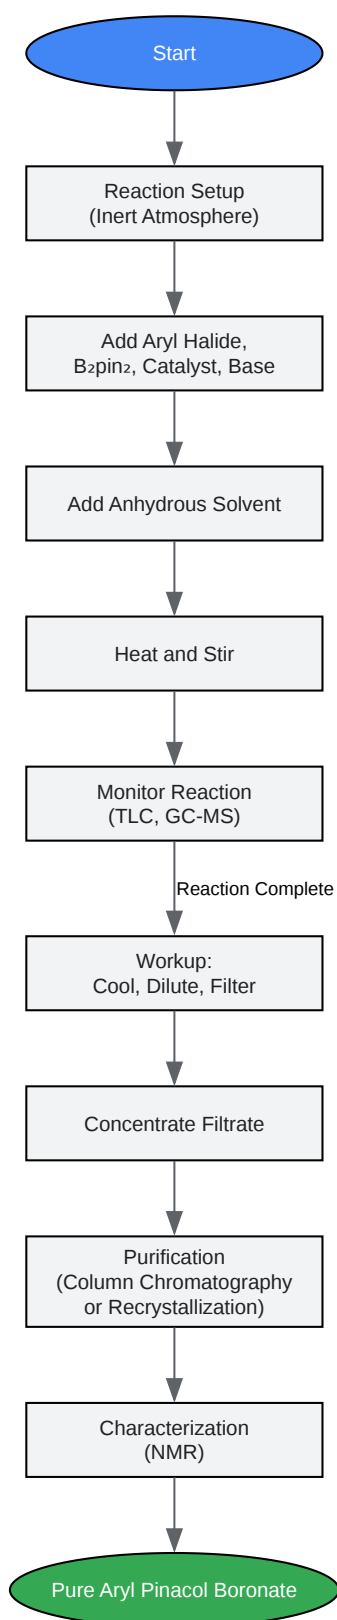 Start
Reaction Setup
(Inert Atmosphere)
Add Aryl Halide,
B₂pin₂, Catalyst, Base
Add Anhydrous Solvent
Heat and Stir
Monitor Reaction
(TLC, GC-MS)
Reaction Complete
Workup:
Cool, Dilute, Filter
Concentrate Filtrate
Purification
(Column Chromatography
or Recrystallization)
Characterization
(NMR)
Pure Aryl Pinacol Boronate